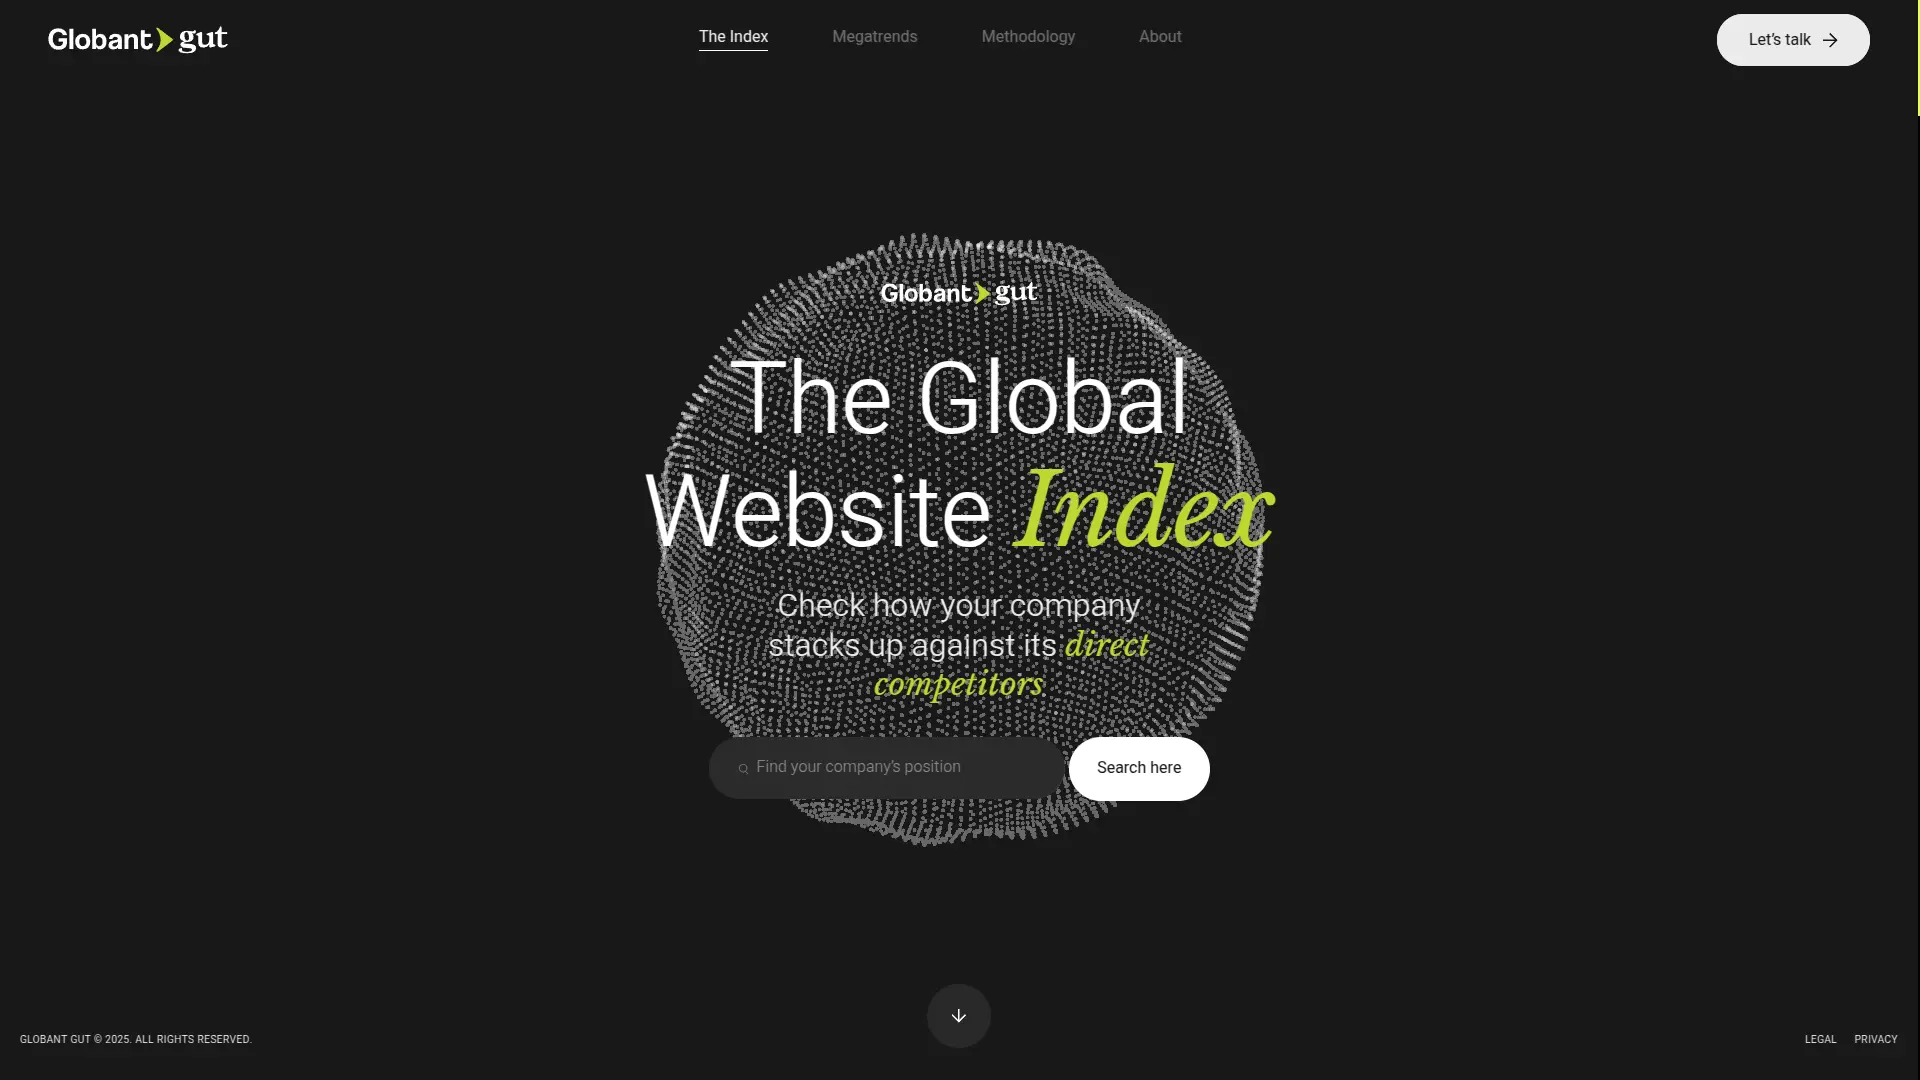 Globant gut
The Index
Megatrends
Methodology
About
Let's talk
Globant gut
The Global
Website Index
Check how your company
stacks up against its direct
competitors
Find your company's position
Search here
GLOBANT GUT © 2025. ALL RIGHTS RESERVED.
LEGAL
PRIVACY